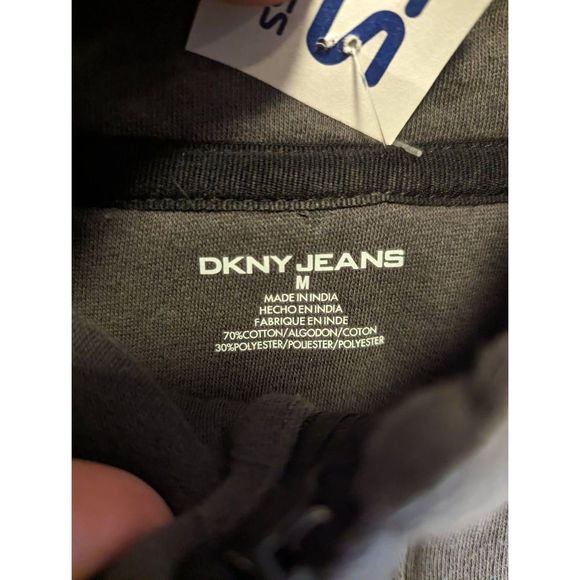 DKNY JEANS
M
MADE IN INDIA
HECHO EN INDIA
FABRIQUE EN INDE
70%COTTON/ALGODON/COTON
30%POLYESTER/POLIESTER/POLYESTER